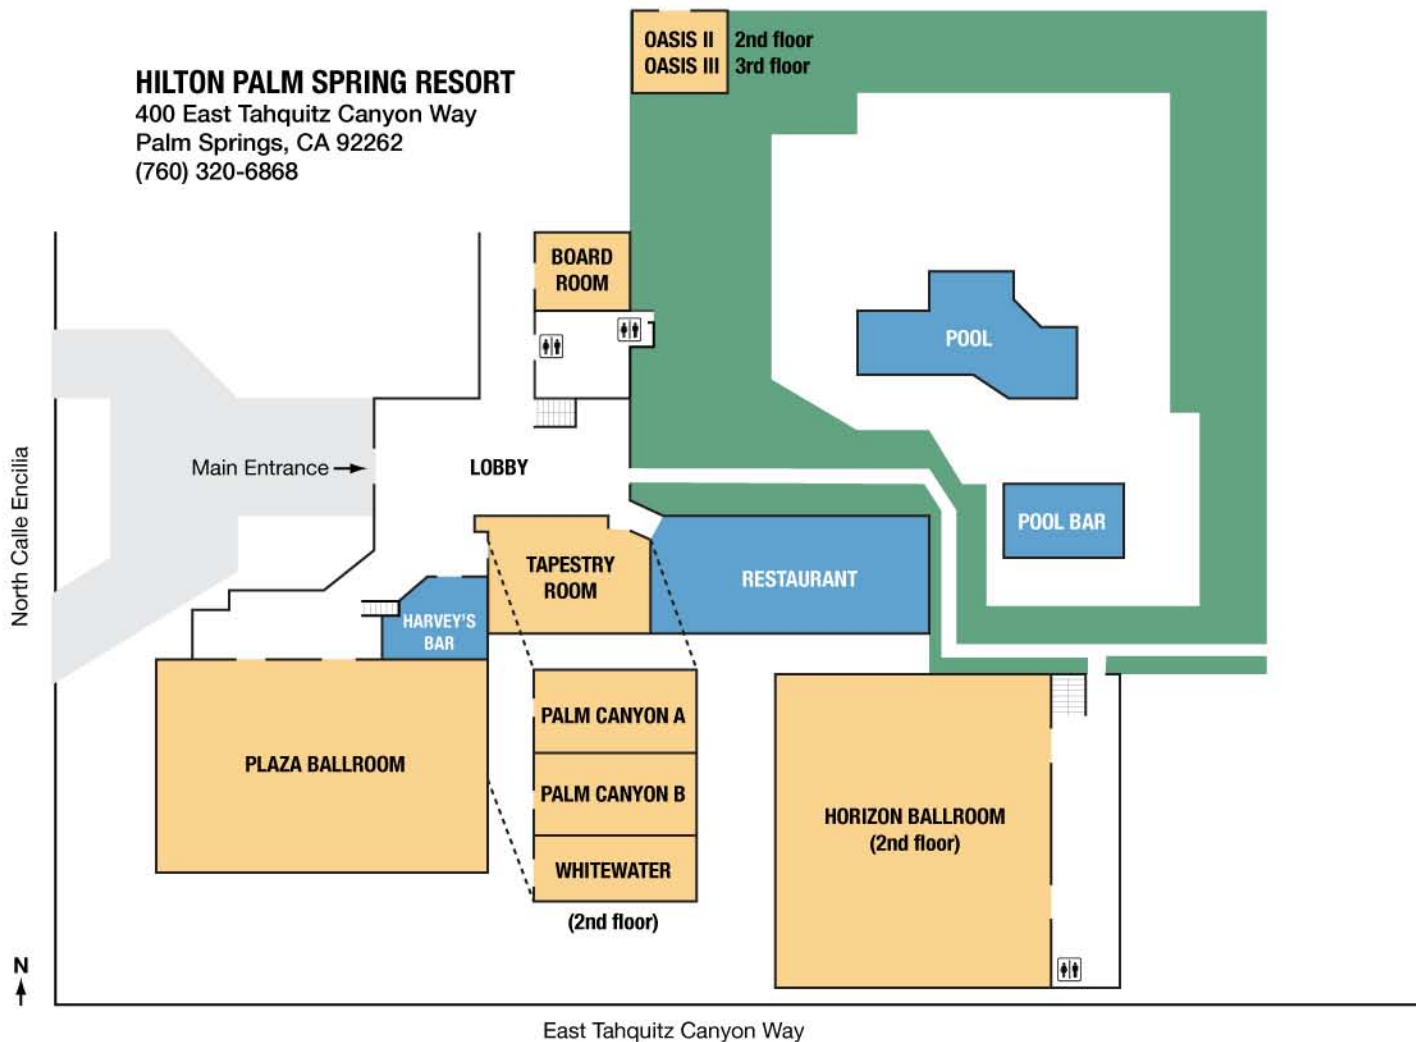 OASIS II 2nd floor
OASIS III 3rd floor
HILTON PALM SPRING RESORT
400 East Tahquitz Canyon Way
Palm Springs, CA 92262
(760) 320-6868
BOARD
ROOM
POOL
Main Entrance
LOBBY
POOL BAR
North Calle Encilia
TAPESTRY
ROOM
RESTAURANT
HARVEY'S
BAR
PLAZA BALLROOM
PALM CANYON A
PALM CANYON B
WHITEWATER
(2nd floor)
HORIZON BALLROOM
(2nd floor)
N
East Tahquitz Canyon Way